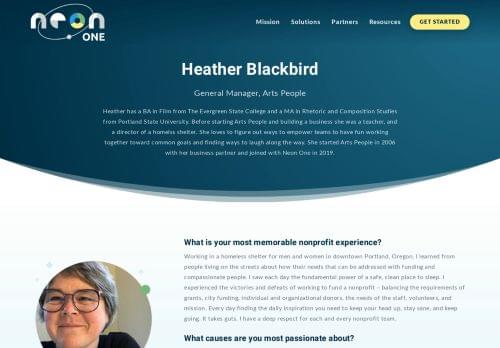 neon
ONE
Mission
Solutions
Partners
Resources
GET STARTED
Heather Blackbird
General Manager, Arts People
Heather has a BA in Film from The Evergreen State College and a MA in Rhetoric and Composition Studies
from Portland State University. Before starting Arts People and building a business she was a teacher, and
a director of a homeless shelter. She loves to figure out ways to empower teams to have fun working
together toward common goals and finding ways to laugh along the way. She started Arts People in 2006
with her business partner and joined with Neon One in 2019.
What is your most memorable nonprofit experience?
Working in a homeless shelter for men and women in downtown Portland, Oregon, I learned from
people living on the streets about how their needs that can be addressed with funding and
compassionate people. I saw each day the fundamental power of a safe, clean place to sleep. I
experienced the victories and defeats of working to fund a nonprofit – balancing the requirements of
grants, city funding, individual and organizational donors, the needs of the staff, volunteers, and
mission. Every day finding the daily inspiration you need to keep your head up, stay sane, and keep
going. It takes guts. I have a deep respect for each and every nonprofit team.
What causes are you most passionate about?